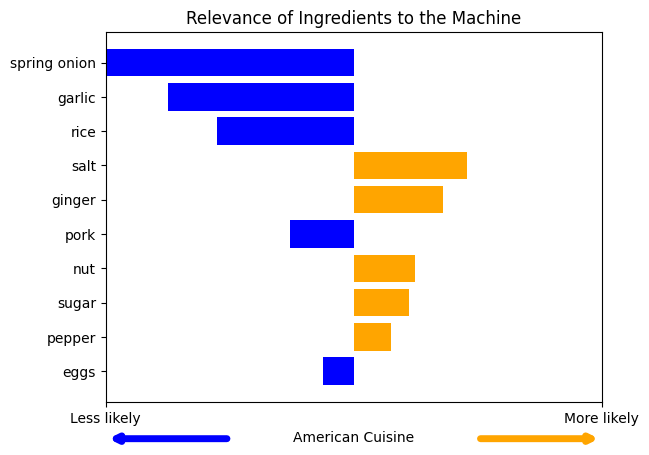 Relevance of Ingredients to the Machine
spring onion
garlic
rice
salt
ginger
pork
nut
sugar
pepper
eggs
Less likely
More likely
American Cuisine